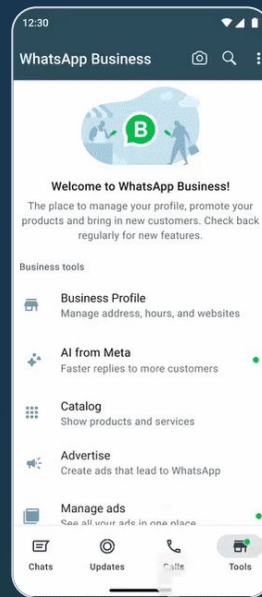 12:30
WhatsApp Business
B
Welcome to WhatsApp Business!
The place to manage your profile, promote your
products and bring in new customers. Check back
regularly for new features.
Business tools
Business Profile
Manage address, hours, and websites
AI from Meta
Faster replies to more customers
Catalog
Show products and services
Advertise
Create ads that lead to WhatsApp
Manage ads
See all your ads in one place
Chats
Updates
Calls
Tools